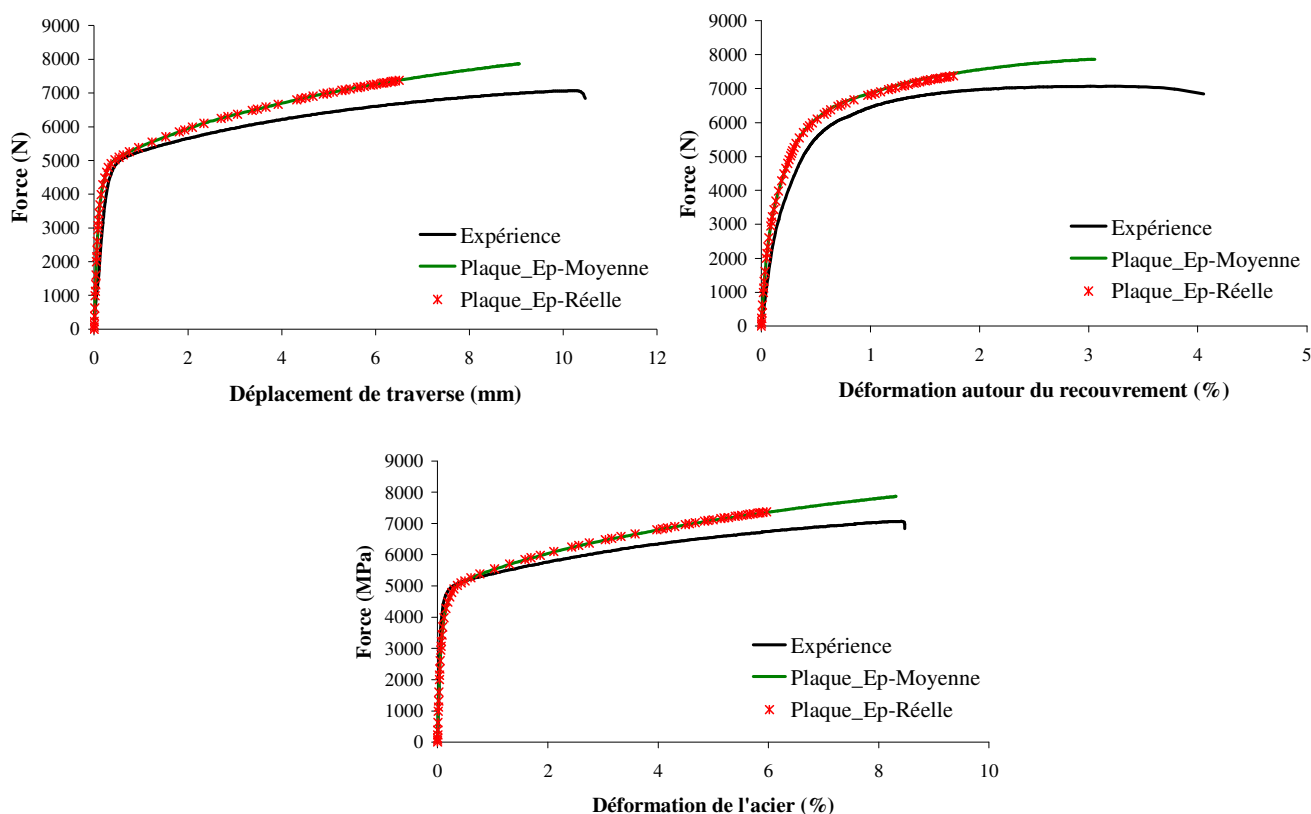 9000
8000
7000
6000
5000
4000
3000
2000
1000
0
Force (N)
0 2 4 6 8 10 12
Déplacement de traverse (mm)
Expérience
Plaque_Ep-Moyenne
Plaque_Ep-Réelle
9000
8000
7000
6000
5000
4000
3000
2000
1000
0
Force (N)
0 1 2 3 4 5
Déformation autour du recouvrement (%)
Expérience
Plaque_Ep-Moyenne
Plaque_Ep-Réelle
9000
8000
7000
6000
5000
4000
3000
2000
1000
0
Force (MPa)
0 2 4 6 8 10
Déformation de l'acier (%)
Expérience
Plaque_Ep-Moyenne
Plaque_Ep-Réelle